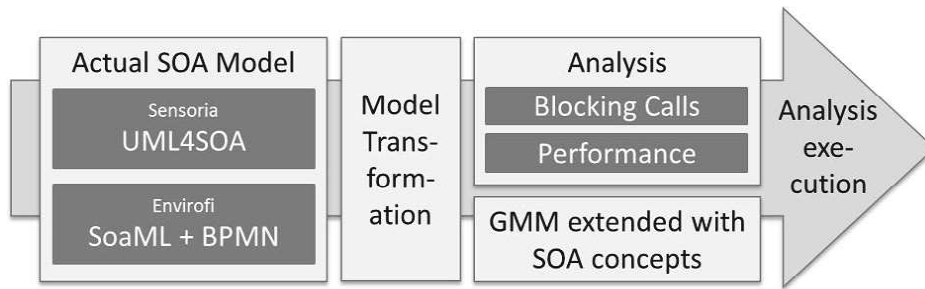 Actual SOA Model
Sensoria
UML4SOA
Envirofi
SoaML + BPMN
Model
Trans-
form-
ation
Analysis
Blocking Calls
Performance
GMM extended with
SOA concepts
Analysis
exe-
cution